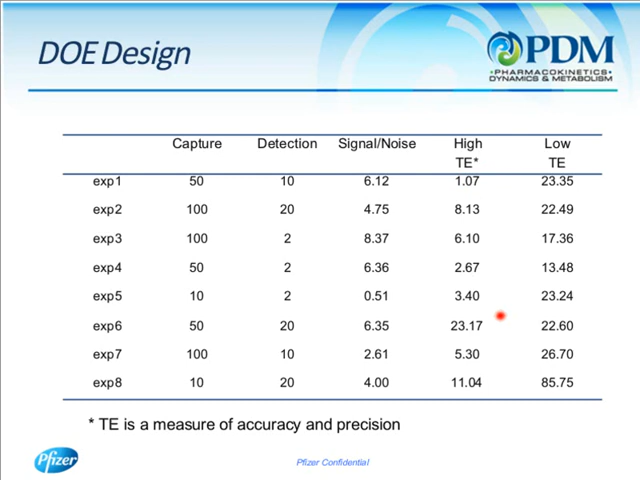 DOE Design
PDM
PHARMACOKINETICS
DYNAMICS & METABOLISM
Capture Detection Signal/Noise High TE* Low TE
exp1 50 10 6.12 1.07 23.35
exp2 100 20 4.75 8.13 22.49
exp3 100 2 8.37 6.10 17.36
exp4 50 2 6.36 2.67 13.48
exp5 10 2 0.51 3.40 23.24
exp6 50 20 6.35 23.17 22.60
exp7 100 10 2.61 5.30 26.70
exp8 10 20 4.00 11.04 85.75
* TE is a measure of accuracy and precision
Pfizer
Pfizer Confidential